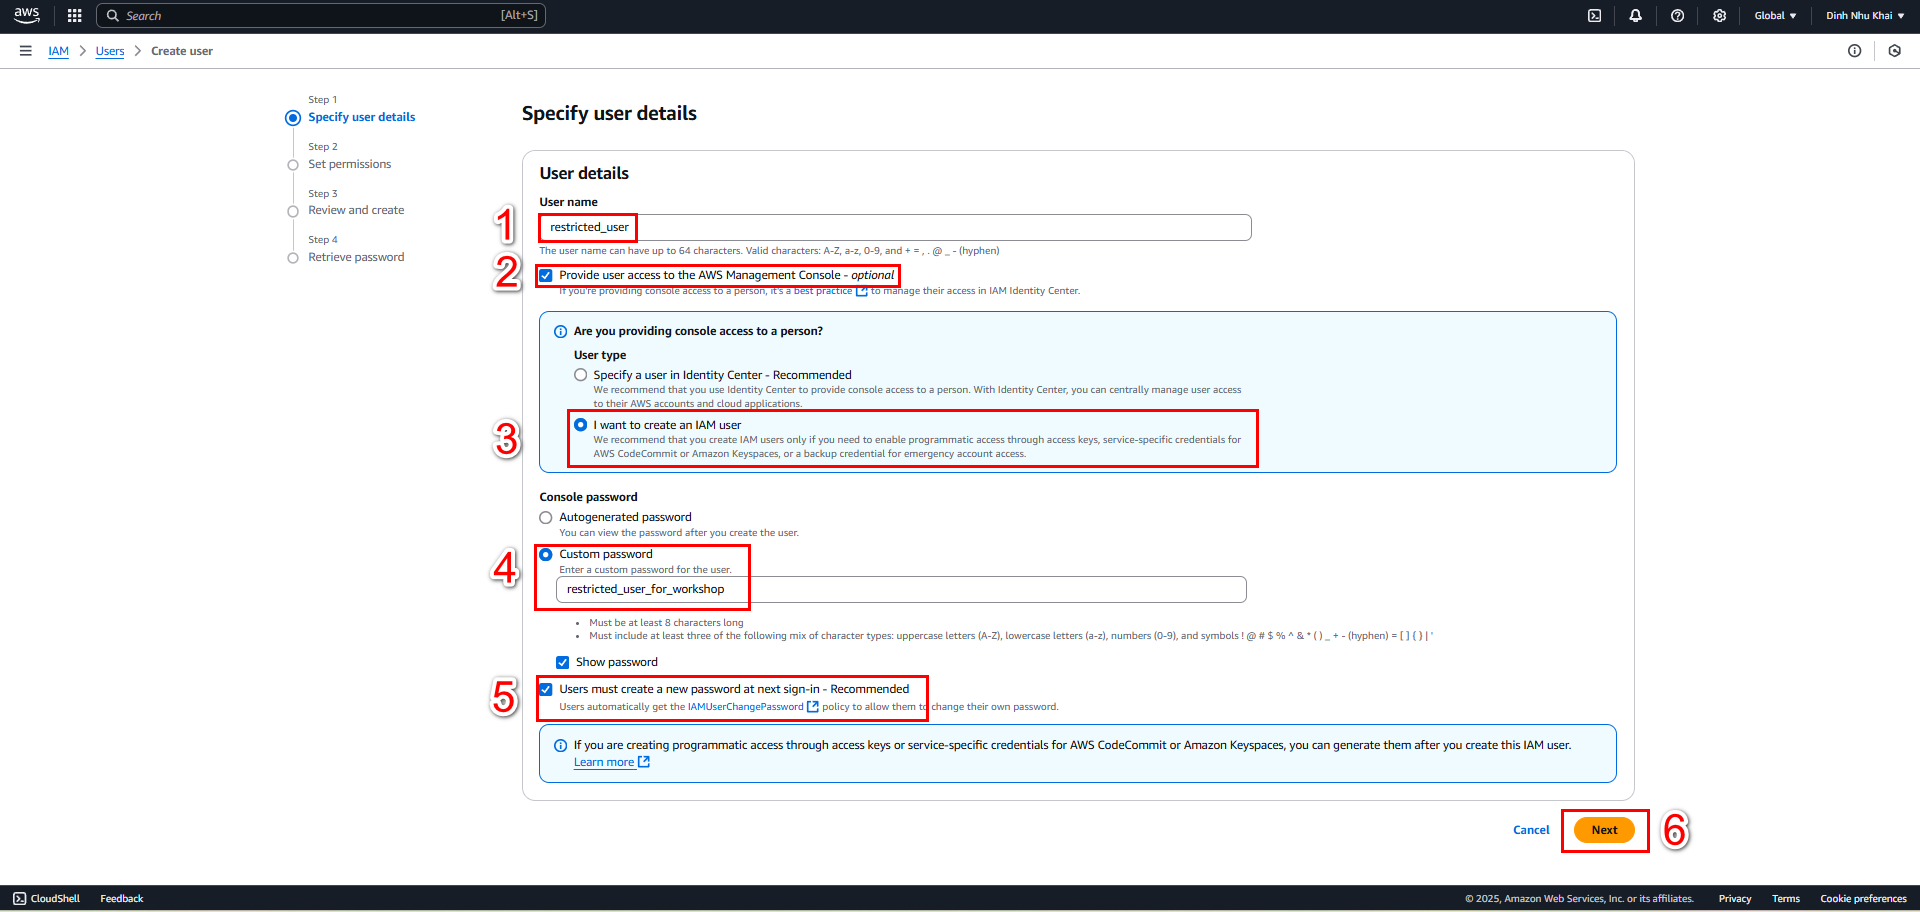 aws
Search [Alt+S]
Global ▼ Dinh Nhu Khai ▼
IAM > Users > Create user
Step 1
Specify user details
Step 2
Set permissions
Step 3
Review and create
Step 4
Retrieve password
Specify user details
User details
User name
1 restricted_user
The user name can have up to 64 characters. Valid characters: A-Z, a-z, 0-9, and + = , . @ _ - (hyphen)
2 Provide user access to the AWS Management Console - optional
If you're providing console access to a person, it's a best practice to manage their access in IAM Identity Center.
Are you providing console access to a person?
User type
Specify a user in Identity Center - Recommended
We recommend that you use Identity Center to provide console access to a person. With Identity Center, you can centrally manage user access
to their AWS accounts and cloud applications.
3 I want to create an IAM user
We recommend that you create IAM users only if you need to enable programmatic access through access keys, service-specific credentials for
AWS CodeCommit or Amazon Keyspaces, or a backup credential for emergency account access.
Console password
Autogenerated password
You can view the password after you create the user.
4 Custom password
Enter a custom password for the user.
restricted_user_for_workshop
• Must be at least 8 characters long
• Must include at least three of the following mix of character types: uppercase letters (A-Z), lowercase letters (a-z), numbers (0-9), and symbols ! @ # $ % ^ & * ( ) _ + - (hyphen) = [ ] { } | '
Show password
5 Users must create a new password at next sign-in - Recommended
Users automatically get the IAMUserChangePassword policy to allow them to change their own password.
If you are creating programmatic access through access keys or service-specific credentials for AWS CodeCommit or Amazon Keyspaces, you can generate them after you create this IAM user.
Learn more
Cancel Next 6
CloudShell Feedback © 2025, Amazon Web Services, Inc. or its affiliates. Privacy Terms Cookie preferences